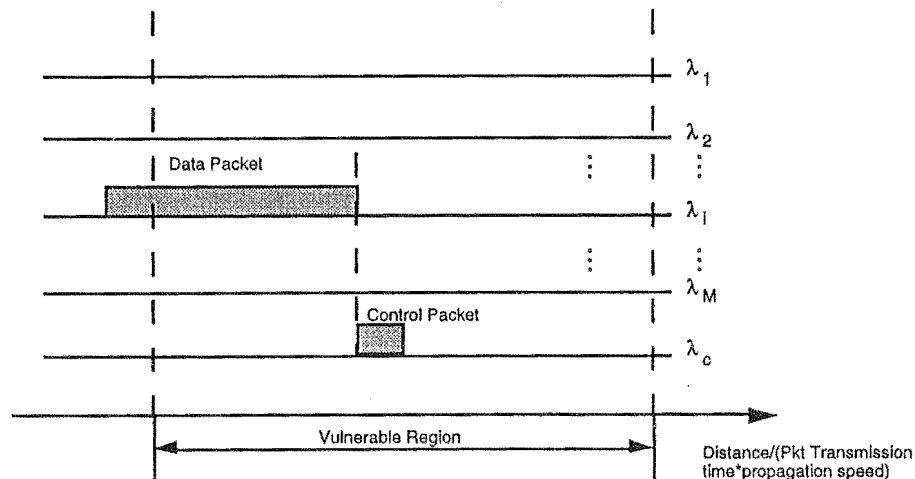 λ1
λ2
Data Packet
λI
λM
Control Packet
λc
Vulnerable Region
Distance/(Pkt Transmission
time*propagation speed)